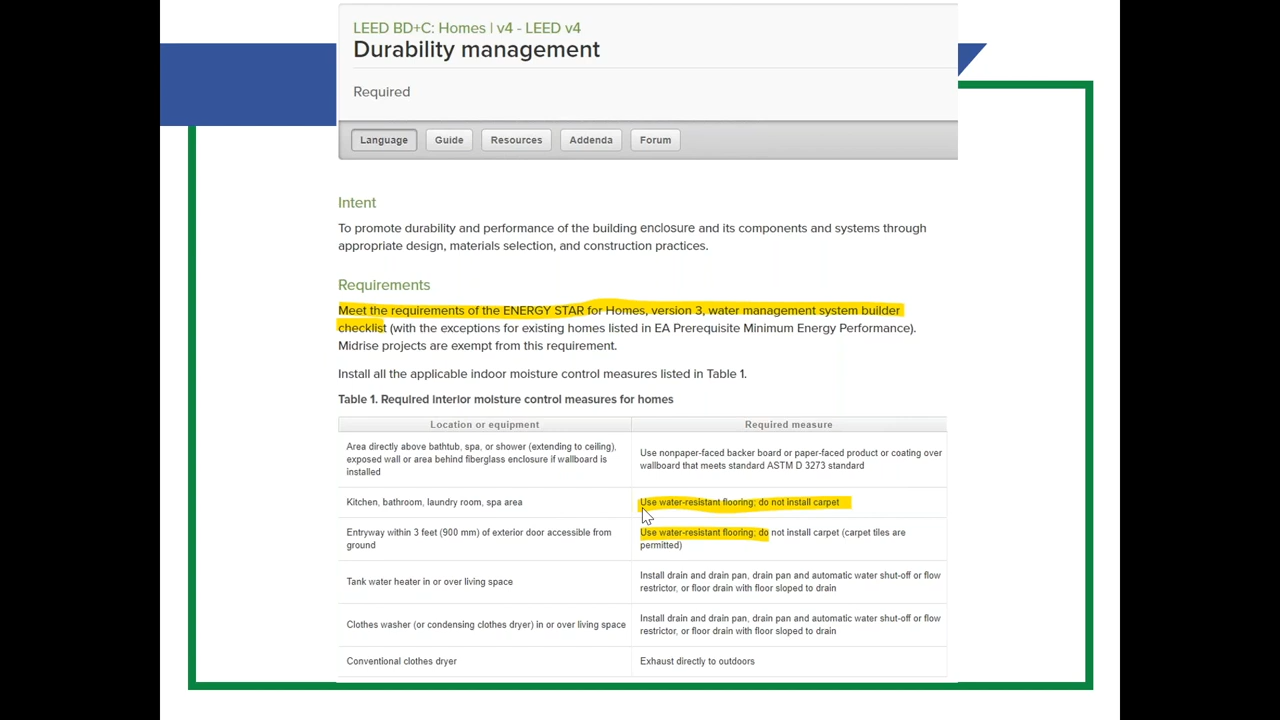 LEED BD+C: Homes | v4 - LEED v4
Durability management
Required
Language Guide Resources Addenda Forum
Intent
To promote durability and performance of the building enclosure and its components and systems through
appropriate design, materials selection, and construction practices.
Requirements
Meet the requirements of the ENERGY STAR for Homes, version 3, water management system builder
checklist (with the exceptions for existing homes listed in EA Prerequisite Minimum Energy Performance).
Midrise projects are exempt from this requirement.
Install all the applicable indoor moisture control measures listed in Table 1.
Table 1. Required interior moisture control measures for homes
Location or equipment Required measure
Area directly above bathtub, spa, or shower (extending to ceiling),
exposed wall or area behind fiberglass enclosure if wallboard is
installed
Use nonpaper-faced backer board or paper-faced product or coating over
wallboard that meets standard ASTM D 3273 standard
Kitchen, bathroom, laundry room, spa area
Use water-resistant flooring; do not install carpet
Entryway within 3 feet (900 mm) of exterior door accessible from
ground
Use water-resistant flooring; do not install carpet (carpet tiles are
permitted)
Tank water heater in or over living space
Install drain and drain pan, drain pan and automatic water shut-off or flow
restrictor, or floor drain with floor sloped to drain
Clothes washer (or condensing clothes dryer) in or over living space
Install drain and drain pan, drain pan and automatic water shut-off or flow
restrictor, or floor drain with floor sloped to drain
Conventional clothes dryer
Exhaust directly to outdoors